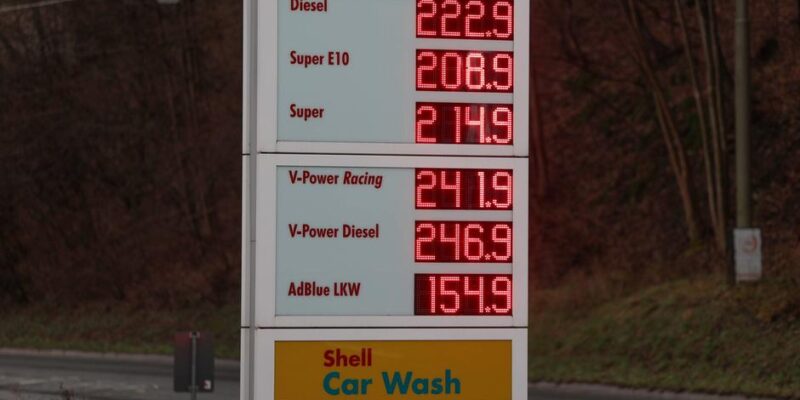 Diesel 222.9
Super E10 208.9
Super 214.9
V-Power Racing 241.9
V-Power Diesel 246.9
AdBlue LKW 154.9
Shell
Car Wash